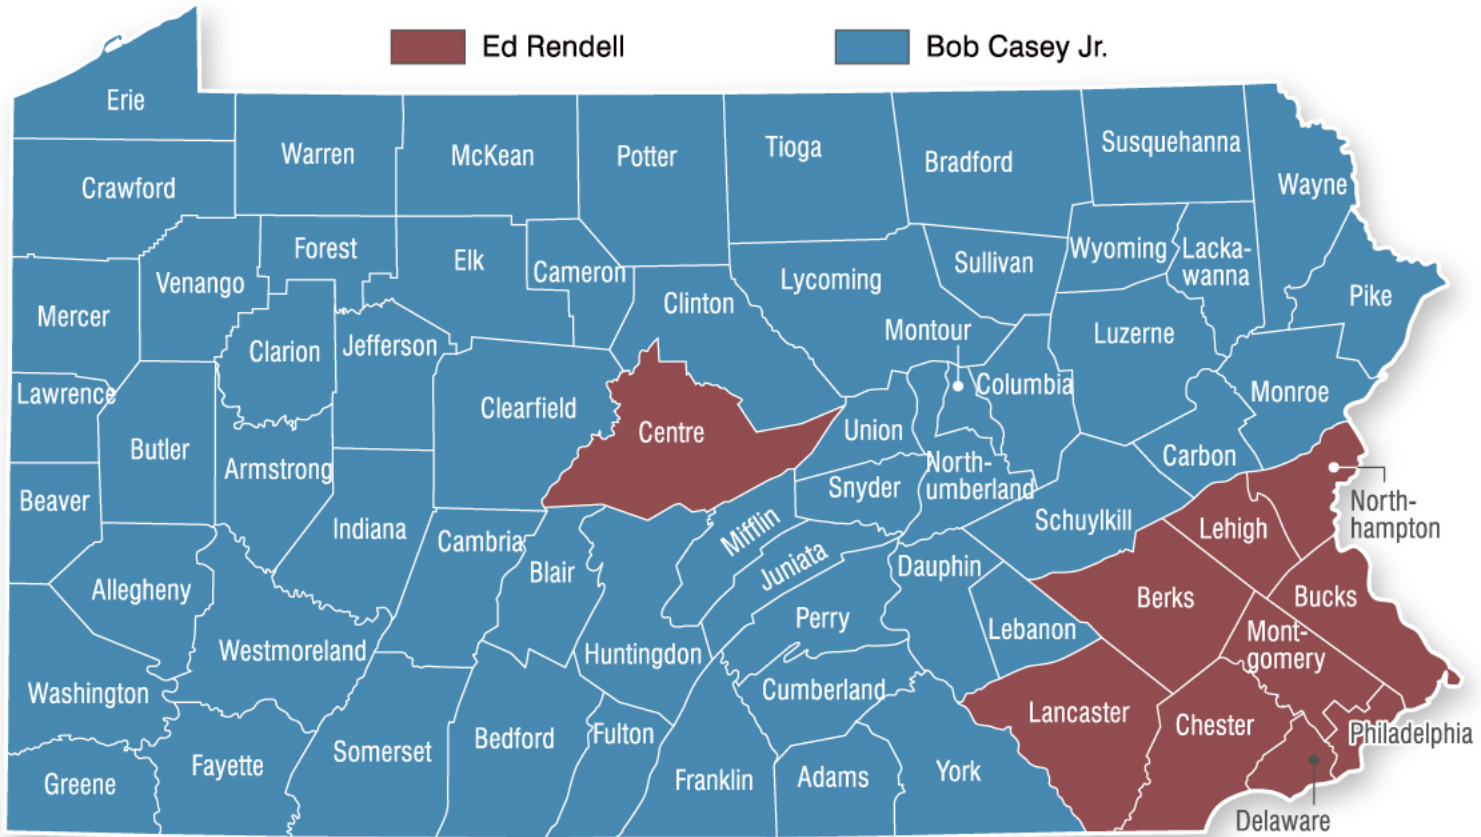 Ed Rendell
Bob Casey Jr.
Erie
Warren
McKean
Potter
Tioga
Bradford
Susquehanna
Wayne
Crawford
Forest
Elk
Cameron
Venango
Clinton
Lycoming
Sullivan
Wyoming
Lacka-
wanna
Pike
Mercer
Clarion
Jefferson
Montour
Luzerne
Lawrence
Clearfield
Columbia
Monroe
Centre
Union
Butler
Armstrong
Snyder
North-
umberland
Carbon
Beaver
Indiana
Cambria
Mifflin
Schuylkill
Lehigh
North-
hampton
Allegheny
Blair
Juniata
Dauphin
Berks
Bucks
Perry
Lebanon
Mont-
gomery
Westmoreland
Huntingdon
Washington
Cumberland
Lancaster
Chester
Philadelphia
Greene
Fayette
Somerset
Bedford
Fulton
Franklin
Adams
York
Delaware